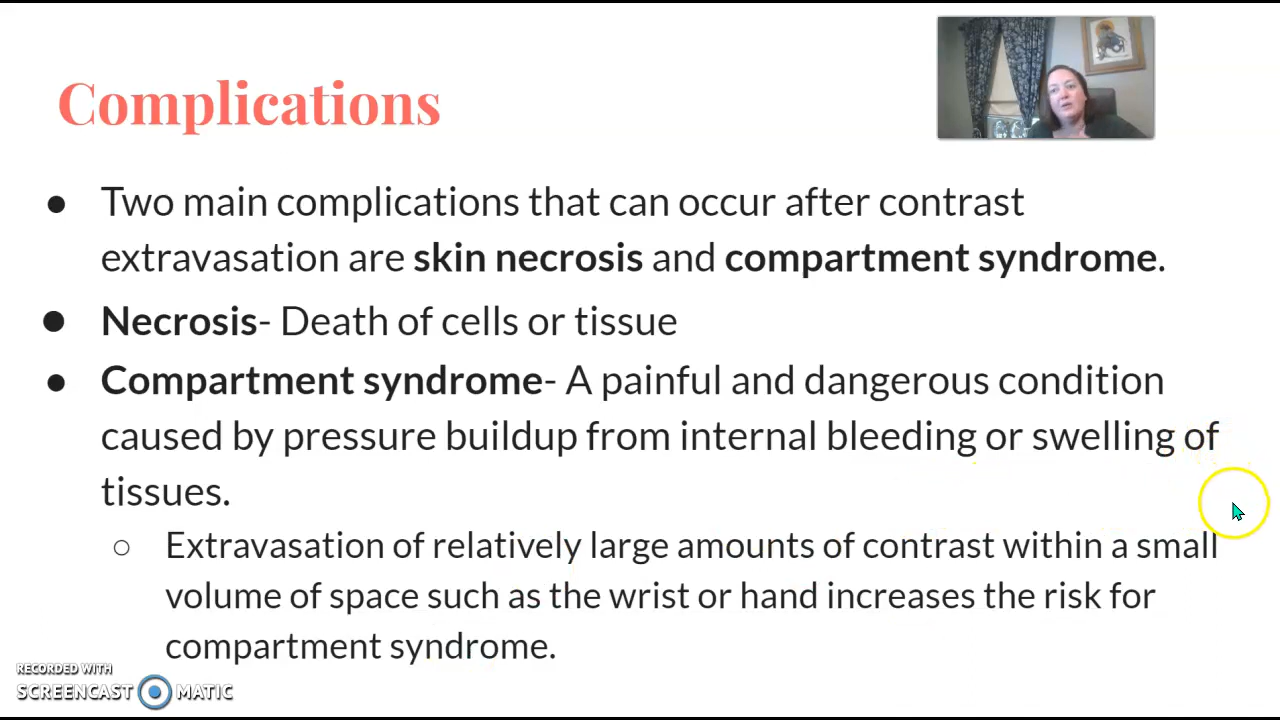 Complications
● Two main complications that can occur after contrast
extravasation are skin necrosis and compartment syndrome.
● Necrosis- Death of cells or tissue
● Compartment syndrome- A painful and dangerous condition
caused by pressure buildup from internal bleeding or swelling of
tissues.
○ Extravasation of relatively large amounts of contrast within a small
volume of space such as the wrist or hand increases the risk for
compartment syndrome.
RECORDED WITH
SCREENCAST MATIC